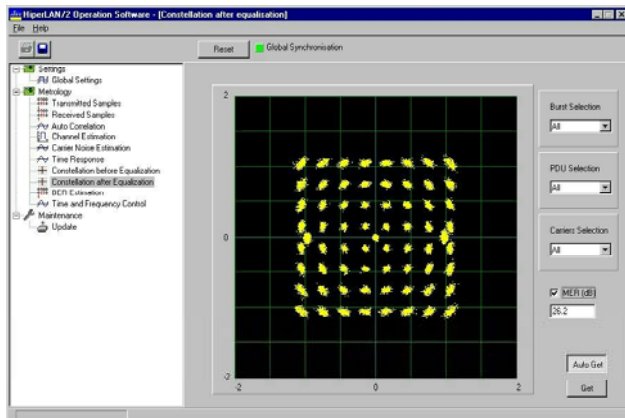 HiperLAN/2 Operation Software - [Constellation after equalisation]
File Help
Reset
Global Synchronisation
Settings
Global Settings
Metrology
Transmitted Samples
Received Samples
Auto Correlation
Channel Estimation
Carrier Noise Estimation
Time Response
Constellation before Equalization
Constellation after Equalization
BER Estimation
Time and Frequency Control
Maintenance
Update
2
0
-2
-2
0
2
Burst Selection
All
PDU Selection
All
Carriers Selection
All
MER (dB)
26.2
Auto Get
Get